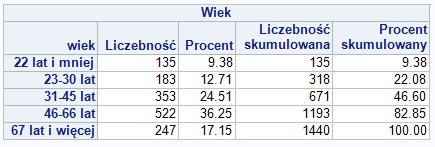 Wiek
wiek Liczebność Procent Liczebność skumulowana Procent skumulowany
22 lat i mniej 135 9.38 135 9.38
23-30 lat 183 12.71 318 22.08
31-45 lat 353 24.51 671 46.60
46-66 lat 522 36.25 1193 82.85
67 lat i więcej 247 17.15 1440 100.00